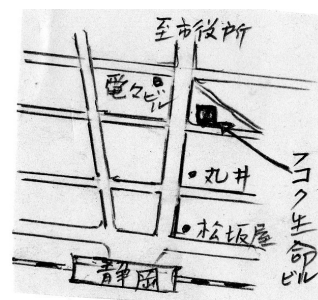 至市役所
電々ビル
丸井
松坂屋
静岡
フコク生命ビル